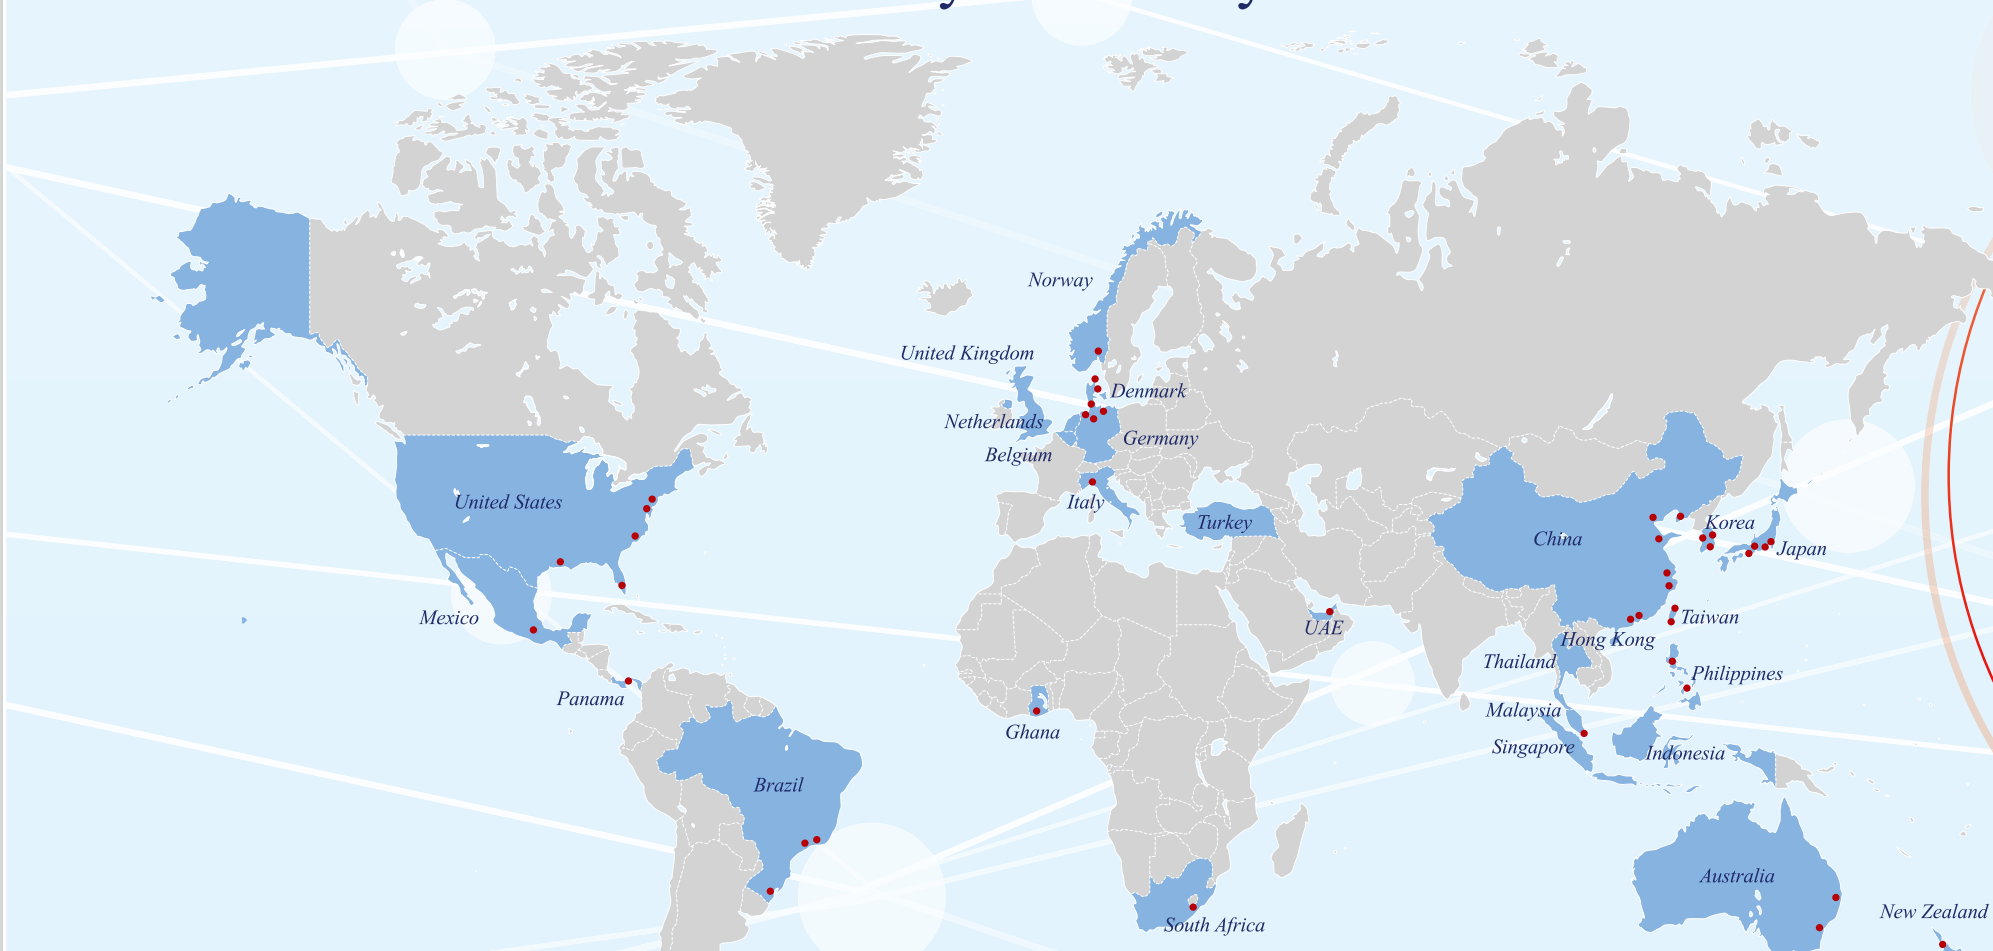 Norway
United Kingdom
Denmark
Netherlands
Germany
Belgium
United States
Italy
Turkey
Korea
China
Japan
Mexico
UAE
Taiwan
Hong Kong
Thailand
Philippines
Panama
Malaysia
Ghana
Singapore
Indonesia
Brazil
Australia
New Zealand
South Africa